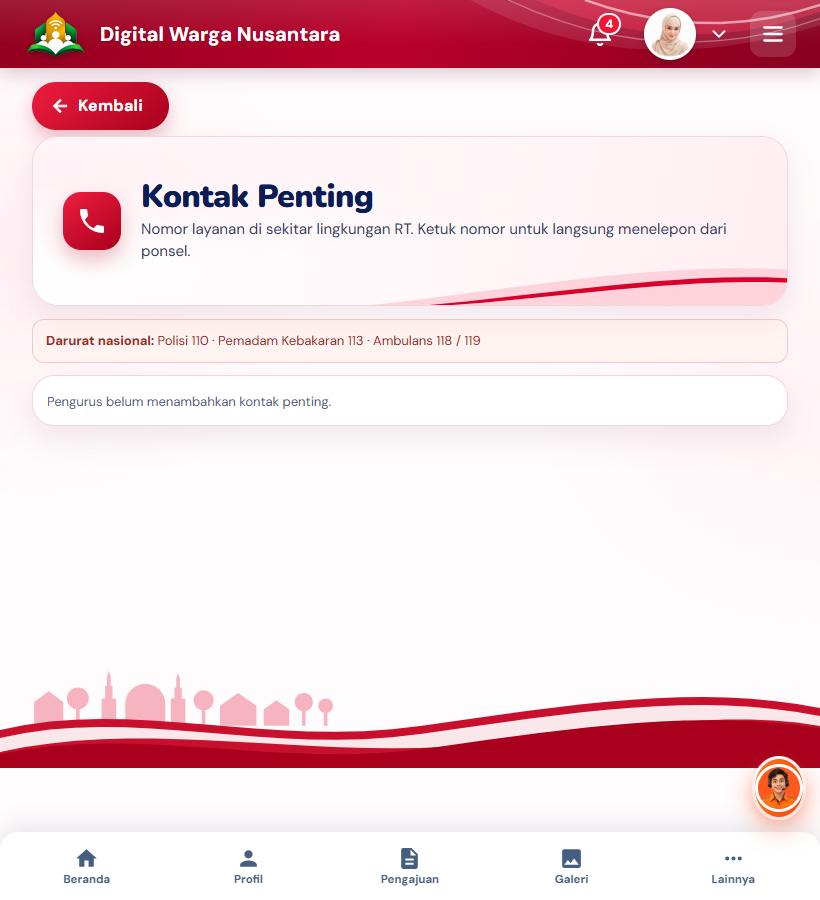 Digital Warga Nusantara
4
Kembali
Kontak Penting
Nomor layanan di sekitar lingkungan RT. Ketuk nomor untuk langsung menelepon dari
ponsel.
Darurat nasional: Polisi 110 · Pemadam Kebakaran 113 · Ambulans 118 / 119
Pengurus belum menambahkan kontak penting.
Beranda
Profil
Pengajuan
Galeri
Lainnya